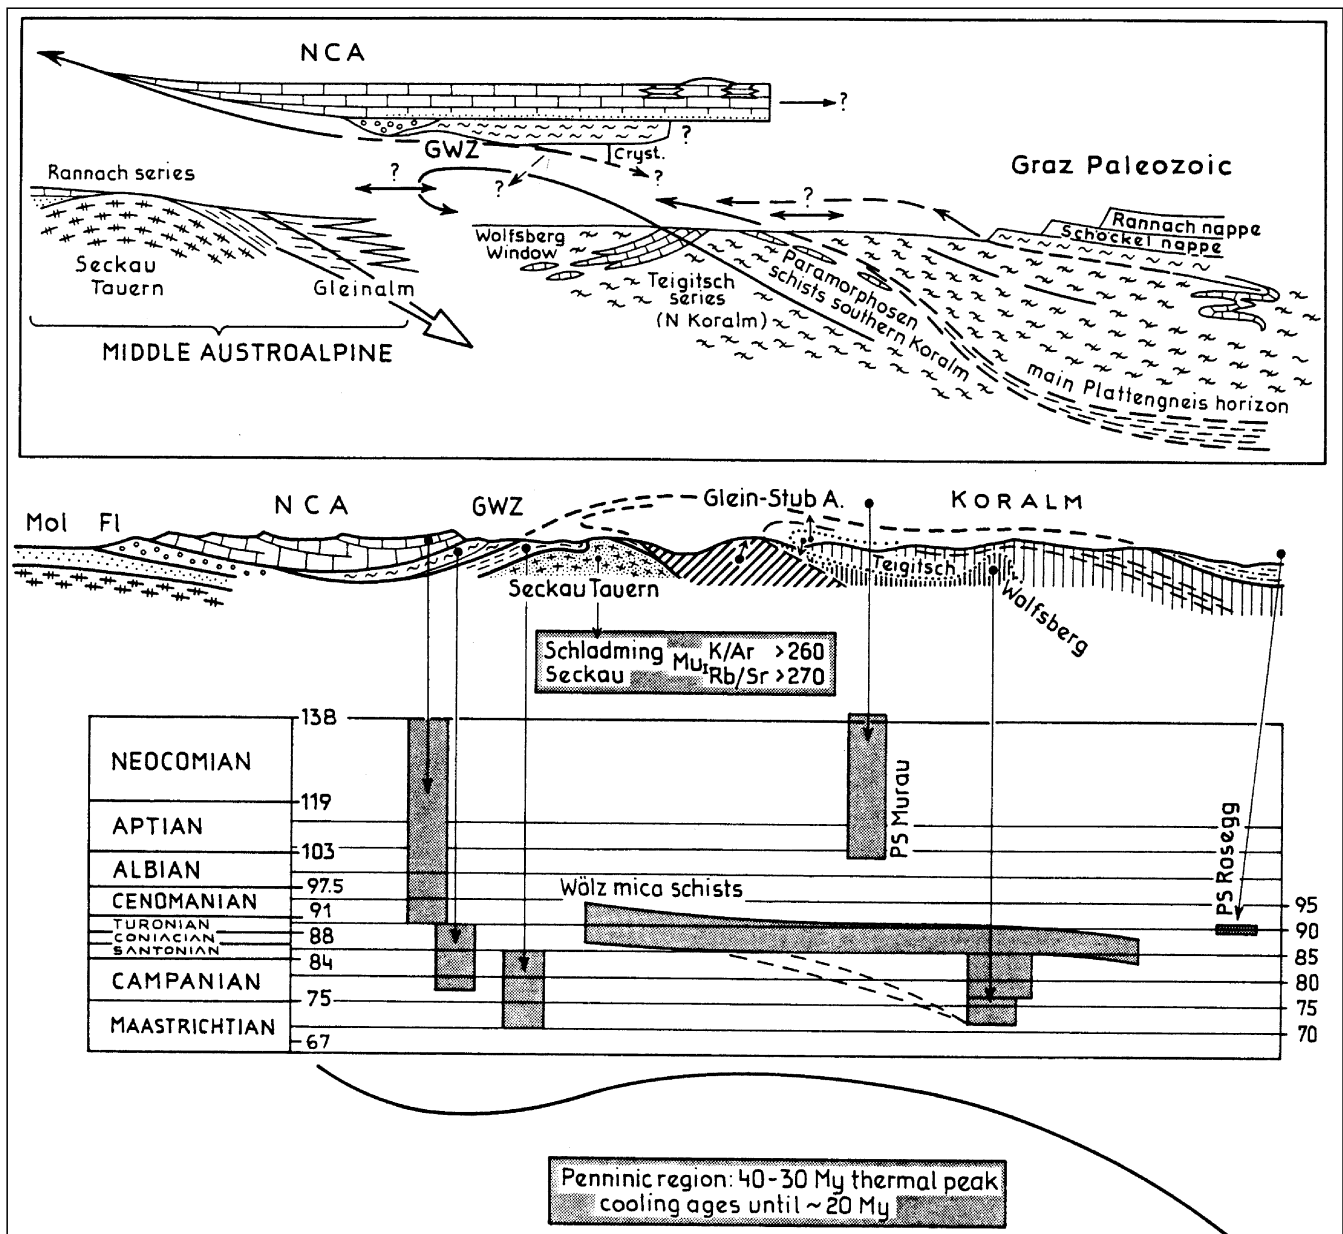 NCA
?
?
GWZ
Cryst.
?
?
?
Graz Paleozoic
?
Rannach series
Rannach nappe
Schöckel nappe
Wolfsberg
Window
Seckau
Tauern
Gleinalm
Teigitsch
series
(N Koralm)
Paramorphosen
schists southern Koralm
main Plattengneis horizon
MIDDLE AUSTROALPINE
Mol Fl
NCA
GWZ
Glein-Stub A.
KORALM
Teigitsch
Seckau Tauern
Wolfsberg
Schladming Mu_I K/Ar >260
Seckau Rb/Sr >270
138
NEOCOMIAN
119
APTIAN
103
ALBIAN
97.5
CENOMANIAN
91
TURONIAN
CONIACIAN
88
SANTONIAN
84
CAMPANIAN
75
MAASTRICHTIAN
67
PS Murau
PS Rosegg
Wölz mica schists
95
90
85
80
75
70
Penninic region: 40-30 My thermal peak
cooling ages until ~20 My